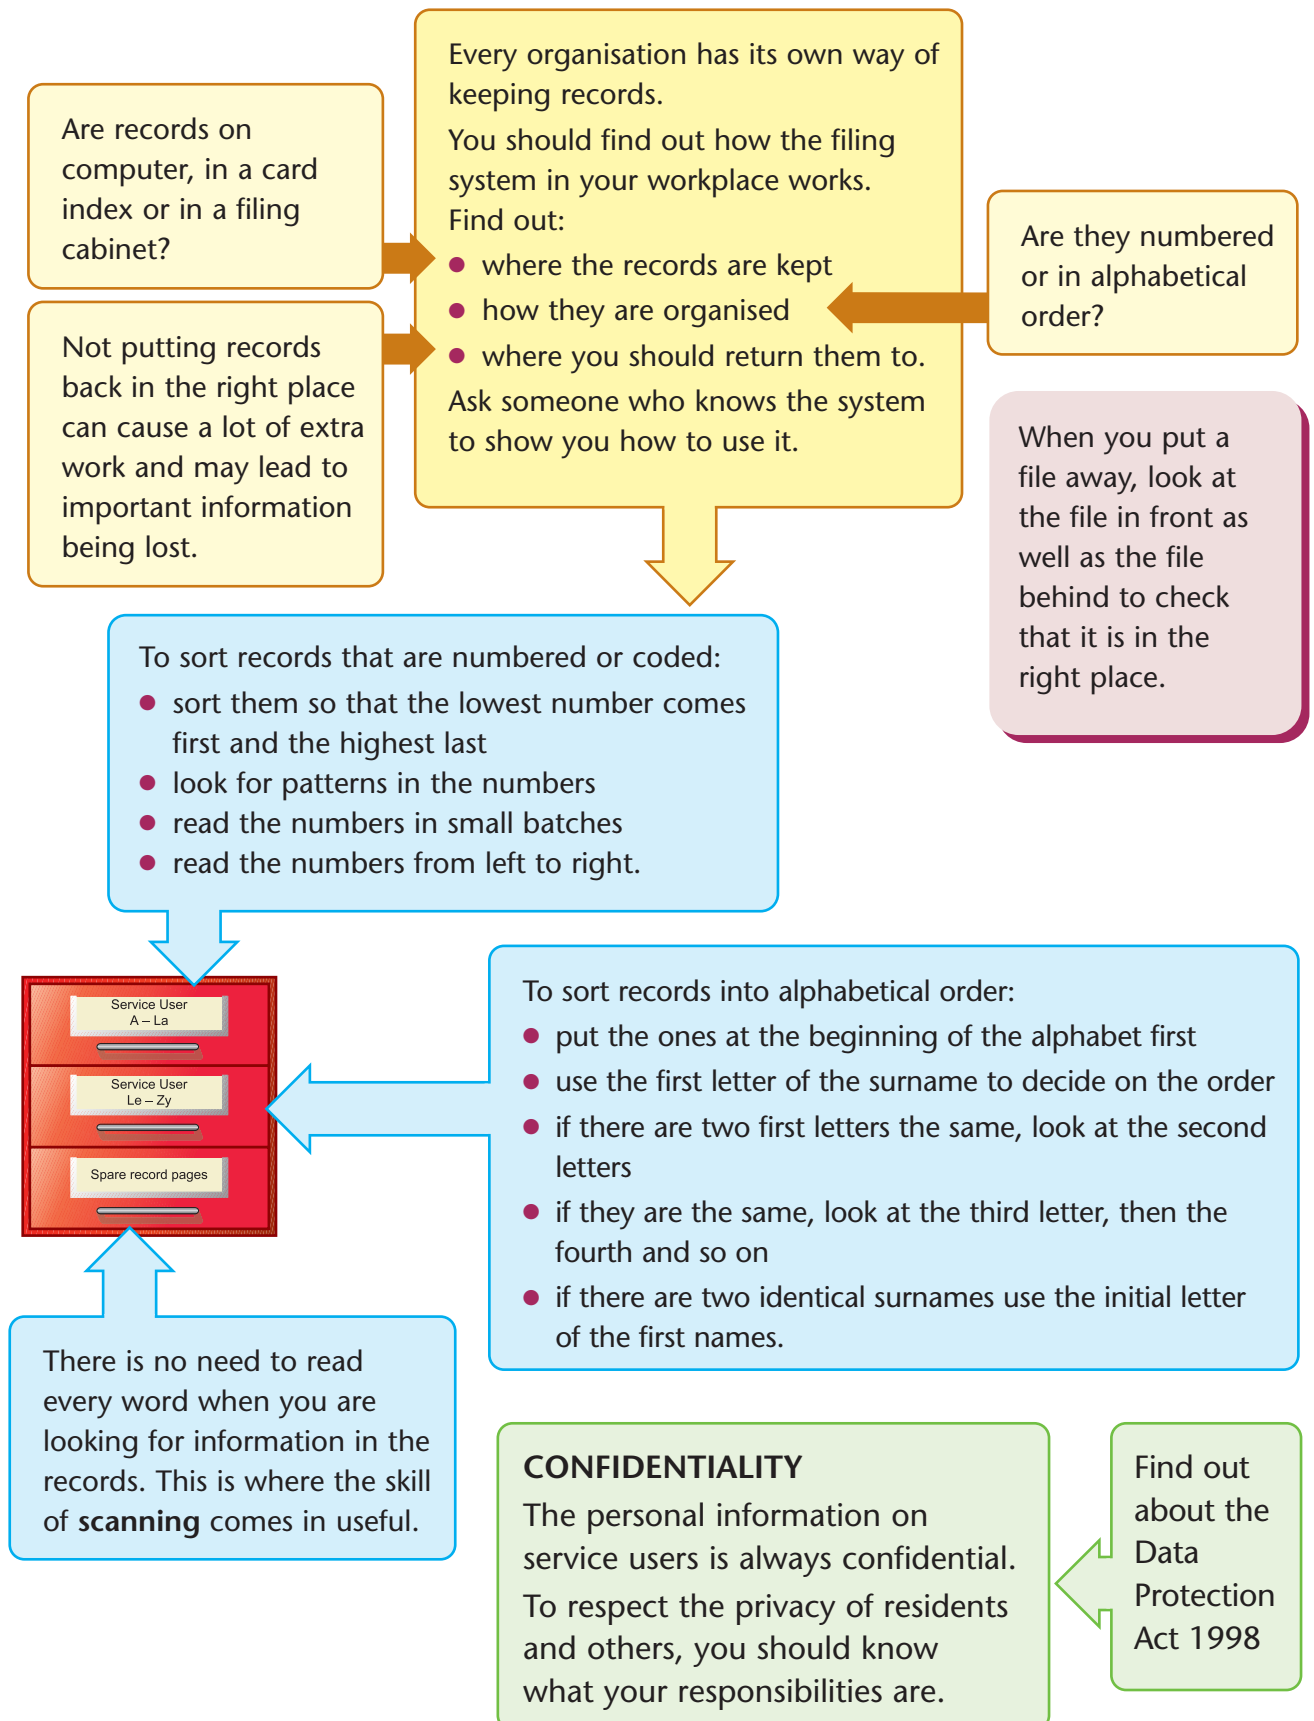 Every organisation has its own way of
keeping records.
You should find out how the filing
system in your workplace works.
Find out:
● where the records are kept
● how they are organised
● where you should return them to.
Ask someone who knows the system
to show you how to use it.
Are records on
computer, in a card
index or in a filing
cabinet?
Not putting records
back in the right place
can cause a lot of extra
work and may lead to
important information
being lost.
Are they numbered
or in alphabetical
order?
When you put a
file away, look at
the file in front as
well as the file
behind to check
that it is in the
right place.
To sort records that are numbered or coded:
● sort them so that the lowest number comes
first and the highest last
● look for patterns in the numbers
● read the numbers in small batches
● read the numbers from left to right.
Service User
A – La
Service User
Le – Zy
Spare record pages
To sort records into alphabetical order:
● put the ones at the beginning of the alphabet first
● use the first letter of the surname to decide on the order
● if there are two first letters the same, look at the second
letters
● if they are the same, look at the third letter, then the
fourth and so on
● if there are two identical surnames use the initial letter
of the first names.
There is no need to read
every word when you are
looking for information in the
records. This is where the skill
of scanning comes in useful.
CONFIDENTIALITY
The personal information on
service users is always confidential.
To respect the privacy of residents
and others, you should know
what your responsibilities are.
Find out
about the
Data
Protection
Act 1998